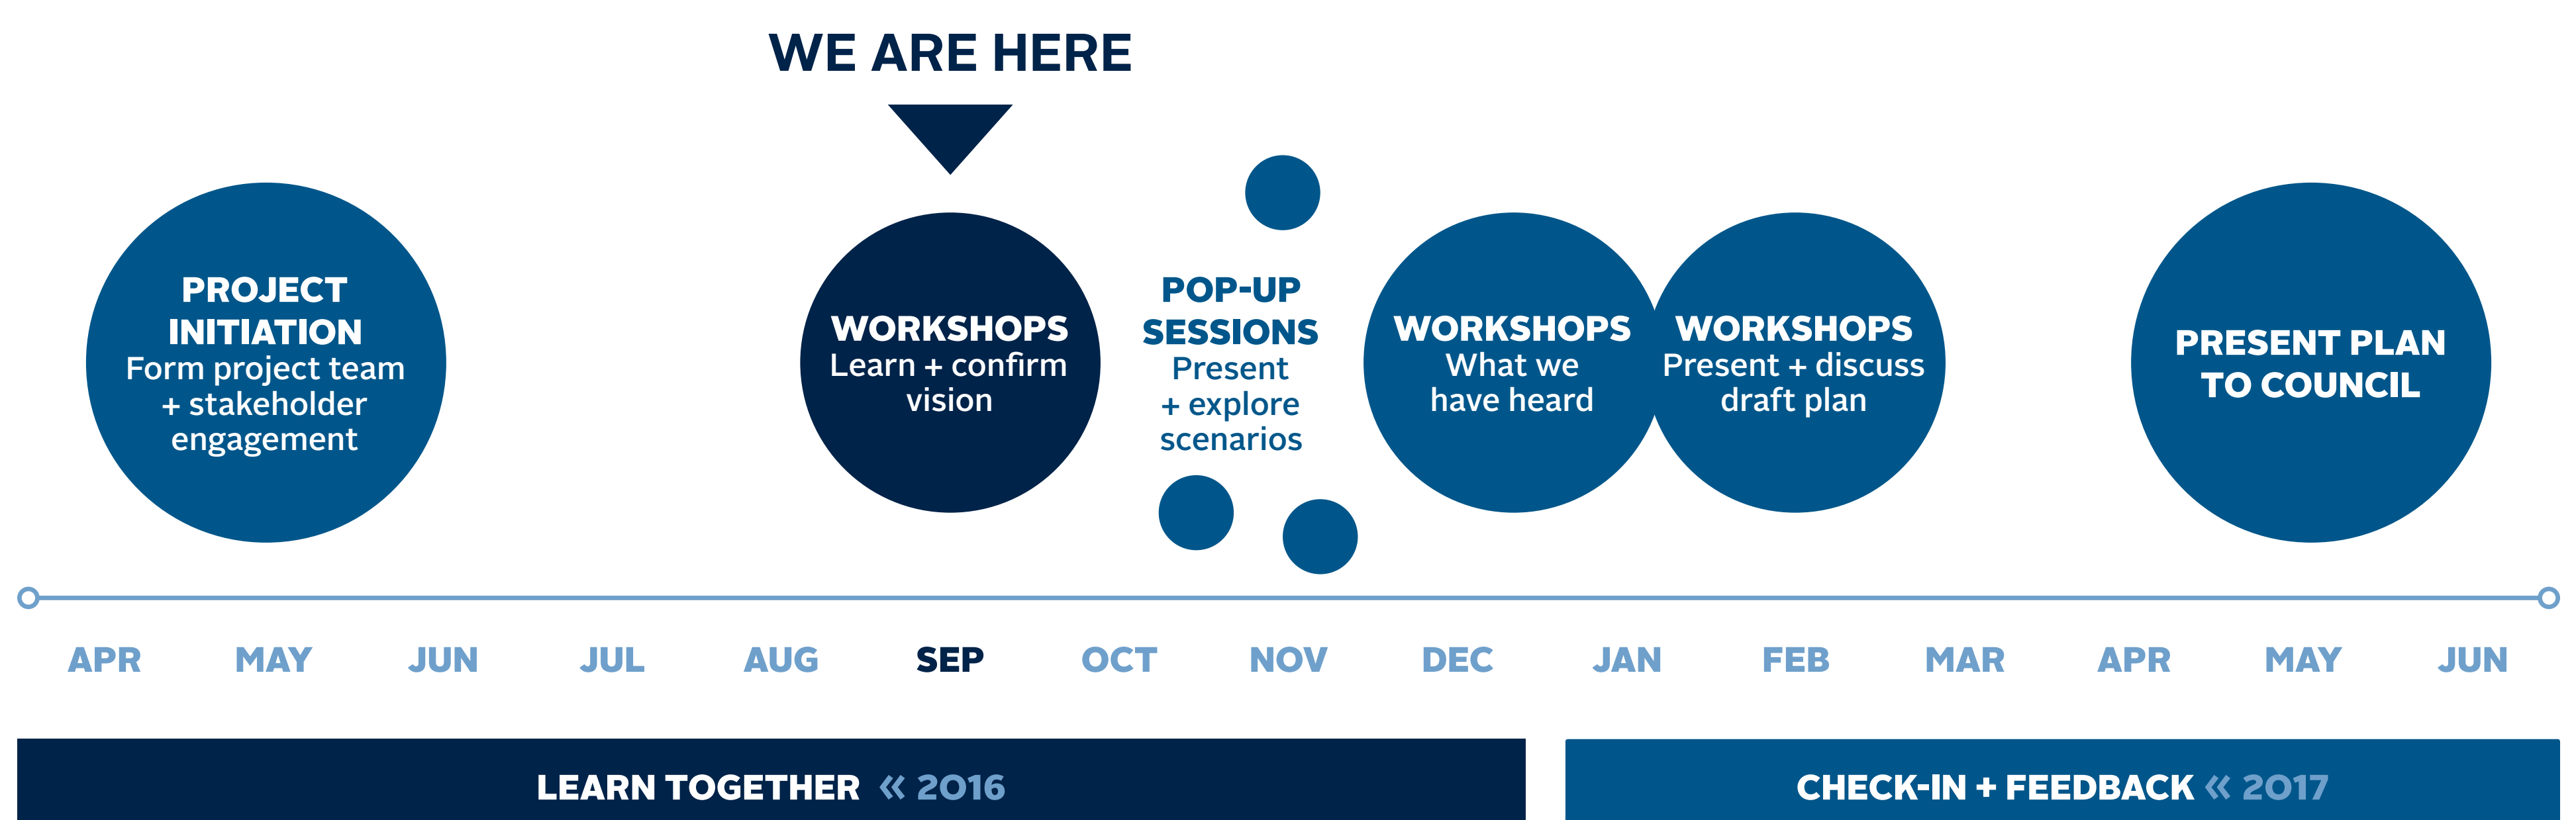 WE ARE HERE
PROJECT
INITIATION
Form project team
+ stakeholder
engagement
WORKSHOPS
Learn + confirm
vision
POP-UP
SESSIONS
Present
+ explore
scenarios
WORKSHOPS
What we
have heard
WORKSHOPS
Present + discuss
draft plan
PRESENT PLAN
TO COUNCIL
APR MAY JUN JUL AUG SEP OCT NOV DEC JAN FEB MAR APR MAY JUN
LEARN TOGETHER « 2016
CHECK-IN + FEEDBACK « 2017